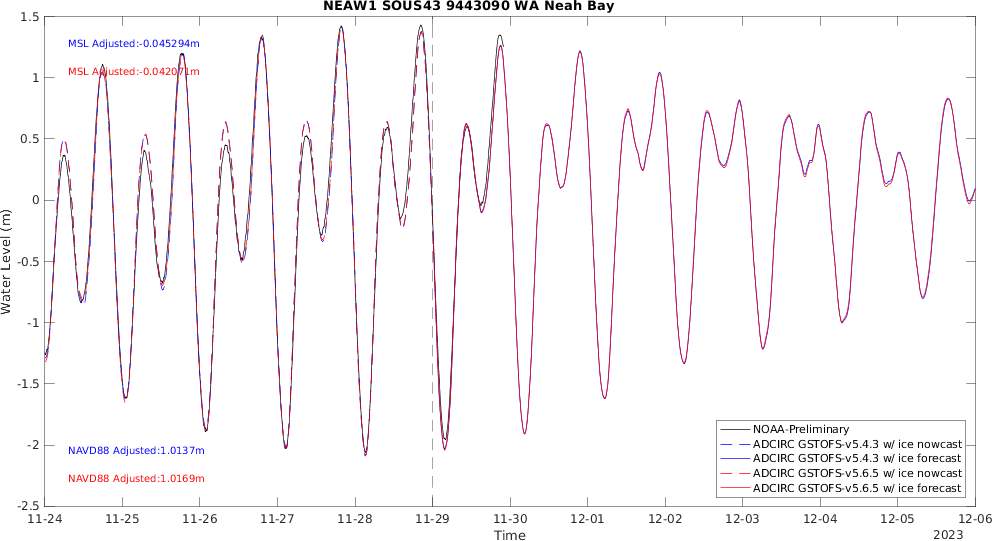 NEAW1 SOUS43 9443090 WA Neah Bay
MSL Adjusted:-0.045294m
MSL Adjusted:-0.042071m
NAVD88 Adjusted:1.0137m
NAVD88 Adjusted:1.0169m
Water Level (m)
1.5
1
0.5
0
-0.5
-1
-1.5
-2
-2.5
NOAA-Preliminary
ADCIRC GSTOFS-v5.4.3 w/ ice nowcast
ADCIRC GSTOFS-v5.4.3 w/ ice forecast
ADCIRC GSTOFS-v5.6.5 w/ ice nowcast
ADCIRC GSTOFS-v5.6.5 w/ ice forecast
11-24 11-25 11-26 11-27 11-28 11-29 11-30 12-01 12-02 12-03 12-04 12-05 12-06
Time
2023